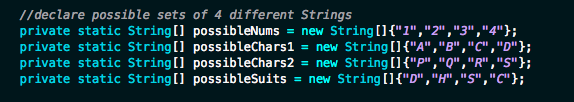 //declare possible sets of 4 different Strings
private static String[] possibleNums = new String[]{"1","2","3","4"};
private static String[] possibleChars1 = new String[]{"A","B","C","D"};
private static String[] possibleChars2 = new String[]{"P","Q","R","S"};
private static String[] possibleSuits = new String[]{"D","H","S","C"};